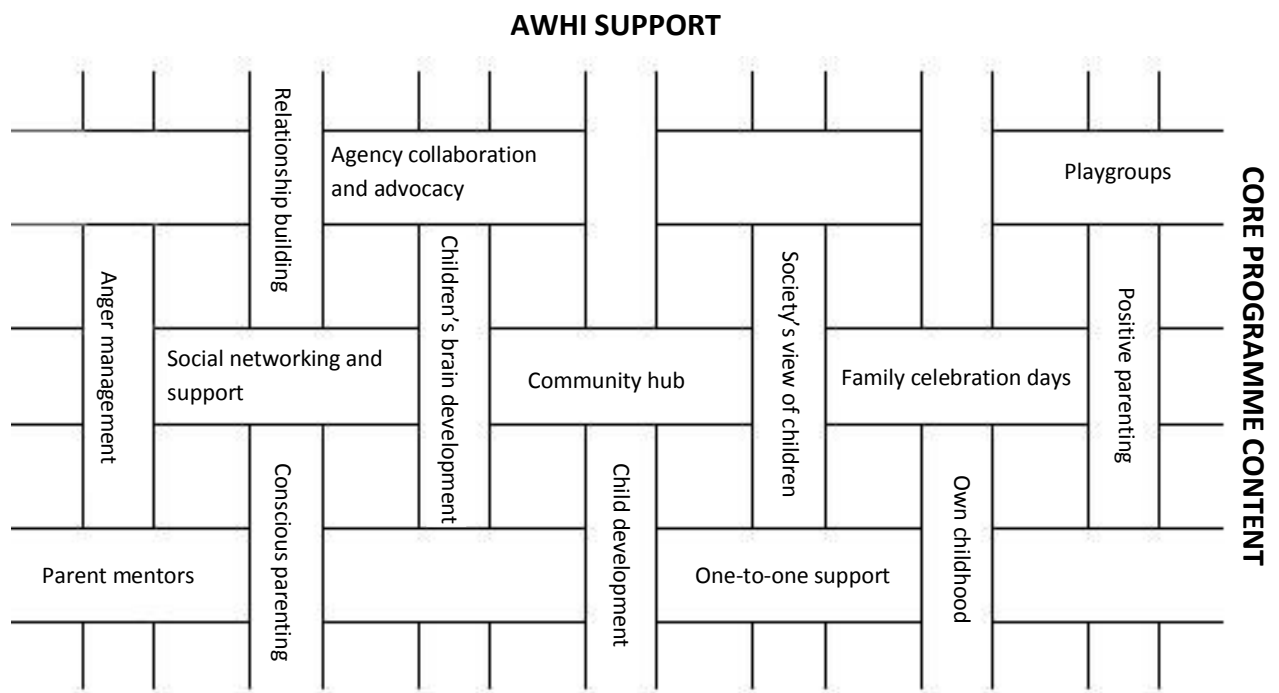 AWHI SUPPORT
Relationship building
Agency collaboration
and advocacy
Playgroups
CORE PROGRAMME CONTENT
Anger management
Social networking and
support
Children's brain development
Community hub
Society's view of children
Family celebration days
Positive parenting
Parent mentors
Conscious parenting
Child development
One-to-one support
Own childhood